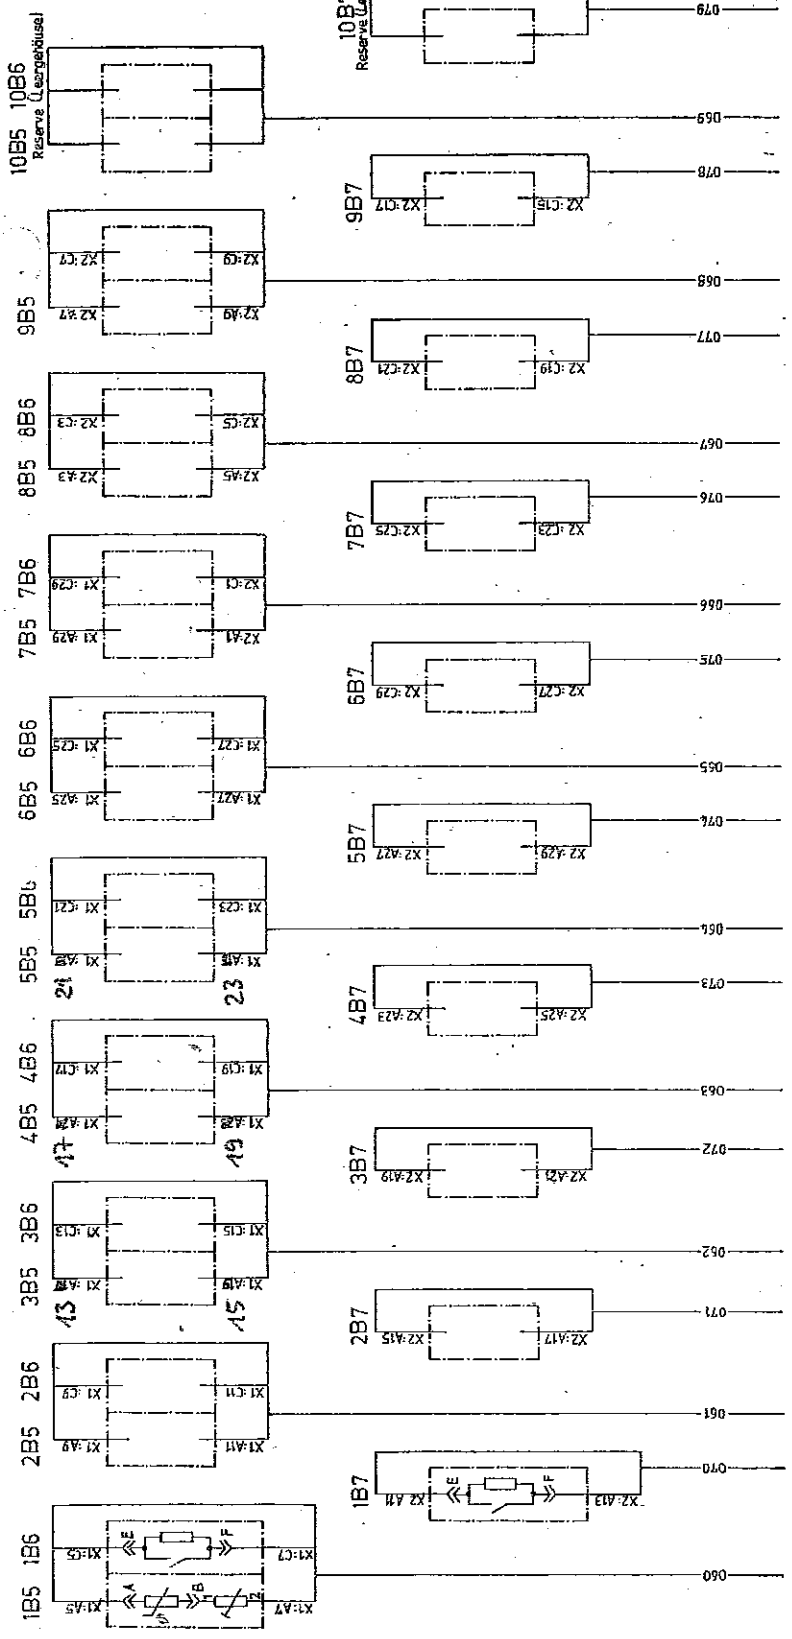 10B5 10B6
Reserve (Leergehäuse)
069
9B5
X2:A7 X2:C7
X2:A9 X2:C9
068
8B5 8B6
X2:A3 X2:C3
X2:A5 X2:C5
067
7B5 7B6
X1:A29 X1:C29
X2:A1 X2:C1
066
6B5 6B6
X1:A25 X1:C25
X1:A27 X1:C27
065
5B5 5B6
X1:C21
21
X1:C23
23
064
4B5 4B6
X1:C17
17
X1:C19
19
063
3B5 3B6
X1:C13
13
X1:C15
15
062
2B5 2B6
X1:A9 X1:C9
X1:A11 X1:C11
061
1B5 1B6
X1:A5 X1:C5
A E
B F
1 2
X1:A7 X1:C7
060
10B
Reserve (Le
079
9B7
X2:C17
X2:C15
078
8B7
X2:C21
X2:C19
077
7B7
X2:C25
X2:C23
076
6B7
X2:C29
X2:C27
075
5B7
X2:A27
X2:A29
074
4B7
X2:A23
X2:A25
073
3B7
X2:A19
X2:A21
072
2B7
X2:A15
X2:A17
071
1B7
X2 A11
E
F
X2:A13
070